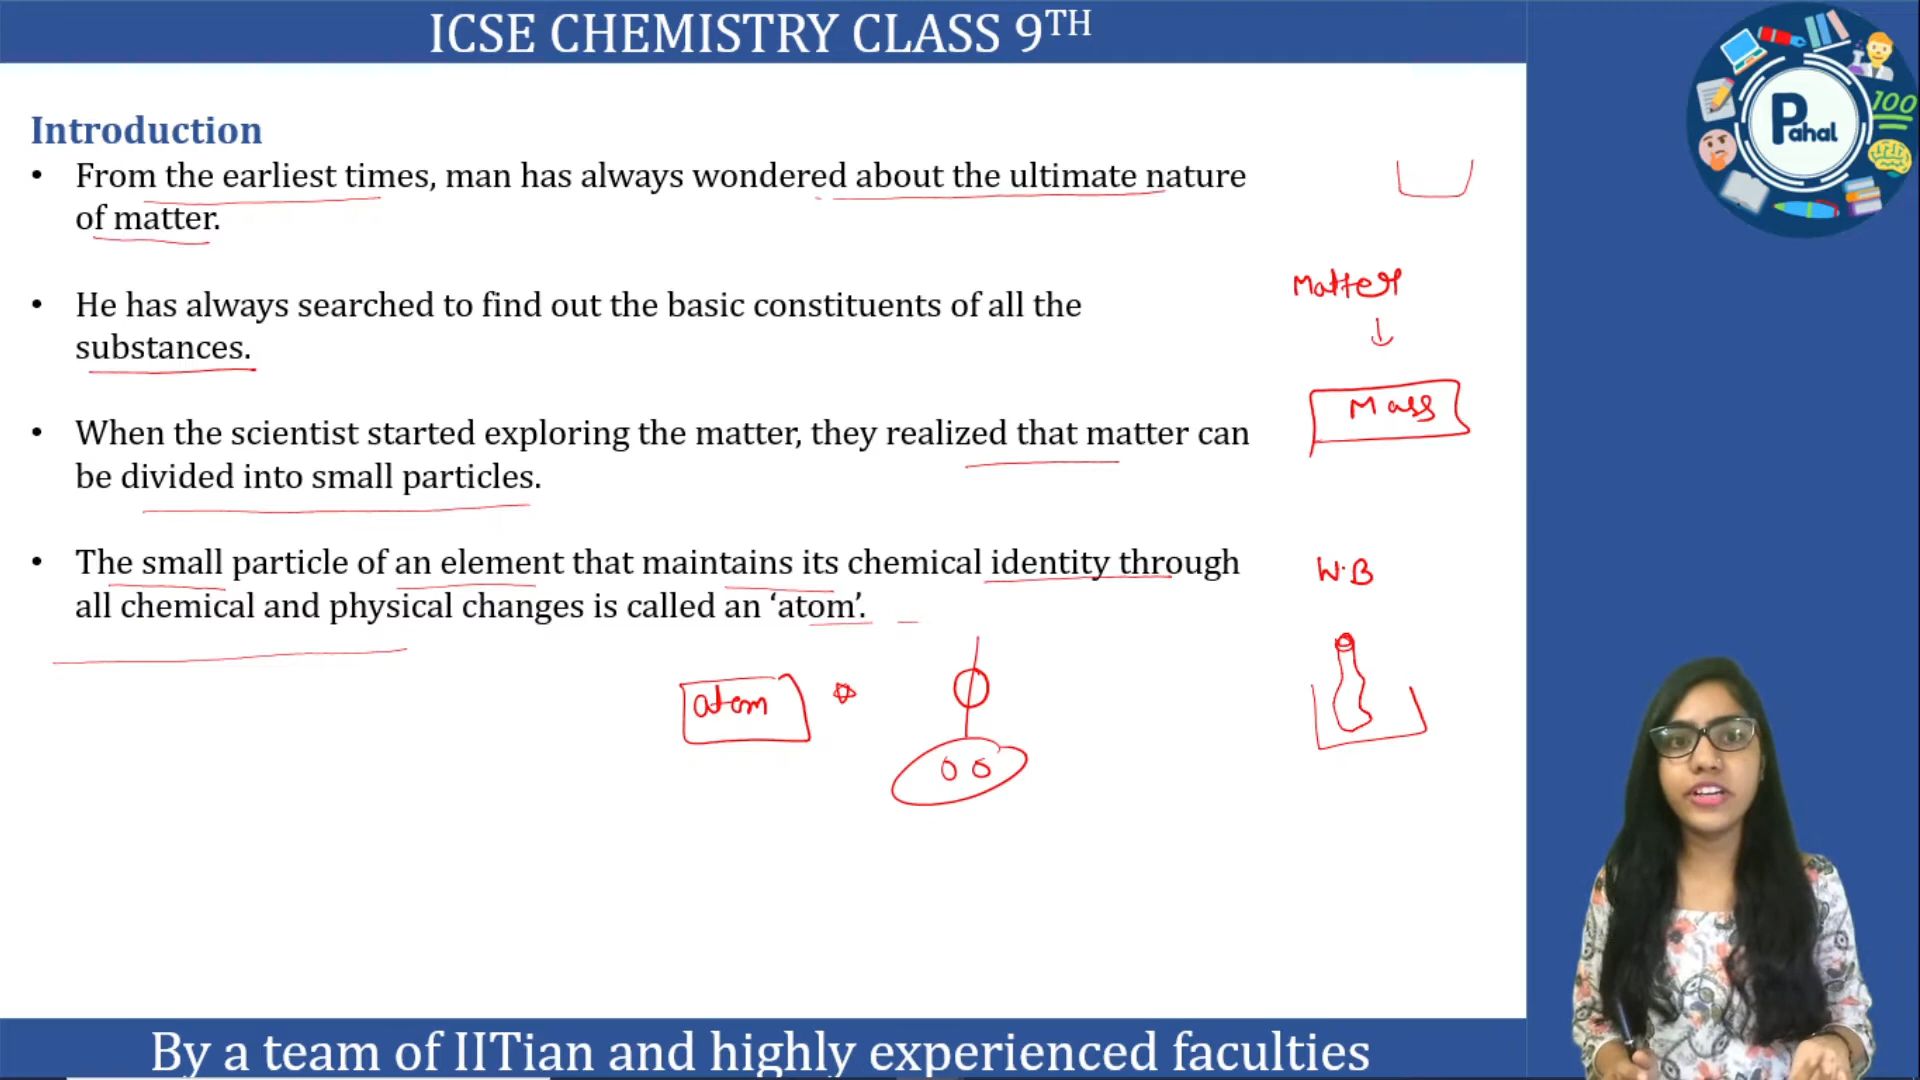 ICSE CHEMISTRY CLASS 9TH
Pahal
100
Introduction
• From the earliest times, man has always wondered about the ultimate nature
of matter.
• He has always searched to find out the basic constituents of all the
substances.
• When the scientist started exploring the matter, they realized that matter can
be divided into small particles.
• The small particle of an element that maintains its chemical identity through
all chemical and physical changes is called an ‘atom’.
Matter
Mass
W.B
atom
By a team of IITian and highly experienced faculties